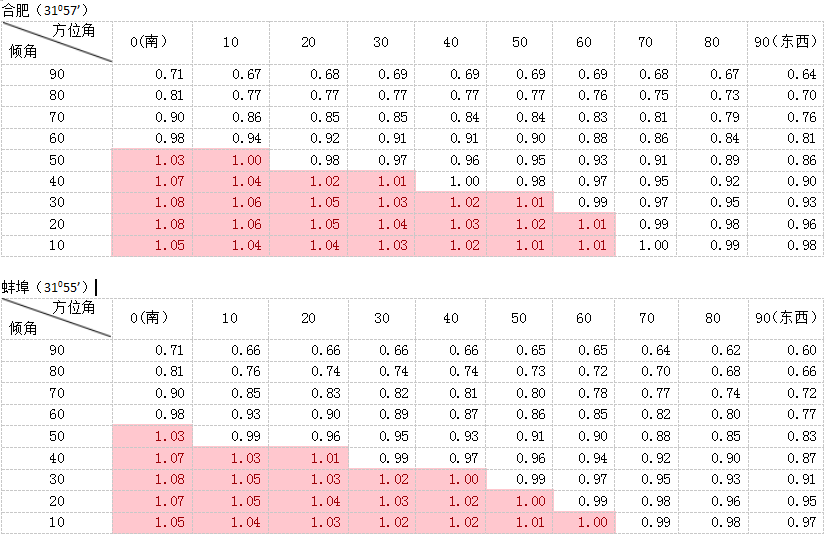 合肥（31⁰57′）
方位角
倾角
0(南） 10 20 30 40 50 60 70 80 90(东西)
90 0.71 0.67 0.68 0.69 0.69 0.69 0.69 0.68 0.67 0.64
80 0.81 0.77 0.77 0.77 0.77 0.77 0.76 0.75 0.73 0.70
70 0.90 0.86 0.85 0.85 0.84 0.84 0.83 0.81 0.79 0.76
60 0.98 0.94 0.92 0.91 0.91 0.90 0.88 0.86 0.84 0.81
50 1.03 1.00 0.98 0.97 0.96 0.95 0.93 0.91 0.89 0.86
40 1.07 1.04 1.02 1.01 1.00 0.98 0.97 0.95 0.92 0.90
30 1.08 1.06 1.05 1.03 1.02 1.01 0.99 0.97 0.95 0.93
20 1.08 1.06 1.05 1.04 1.03 1.02 1.01 0.99 0.98 0.96
10 1.05 1.04 1.04 1.03 1.02 1.01 1.01 1.00 0.99 0.98
蚌埠（31⁰55′）
方位角
倾角
0(南） 10 20 30 40 50 60 70 80 90(东西)
90 0.71 0.66 0.66 0.66 0.66 0.65 0.65 0.64 0.62 0.60
80 0.81 0.76 0.74 0.74 0.74 0.73 0.72 0.70 0.68 0.66
70 0.90 0.85 0.83 0.82 0.81 0.80 0.78 0.77 0.74 0.72
60 0.98 0.93 0.90 0.89 0.87 0.86 0.85 0.82 0.80 0.77
50 1.03 0.99 0.96 0.95 0.93 0.91 0.90 0.88 0.85 0.83
40 1.07 1.03 1.01 0.99 0.97 0.96 0.94 0.92 0.90 0.87
30 1.08 1.05 1.03 1.02 1.00 0.99 0.97 0.95 0.93 0.91
20 1.07 1.05 1.04 1.03 1.02 1.00 0.99 0.98 0.96 0.95
10 1.05 1.04 1.03 1.02 1.02 1.01 1.00 0.99 0.98 0.97